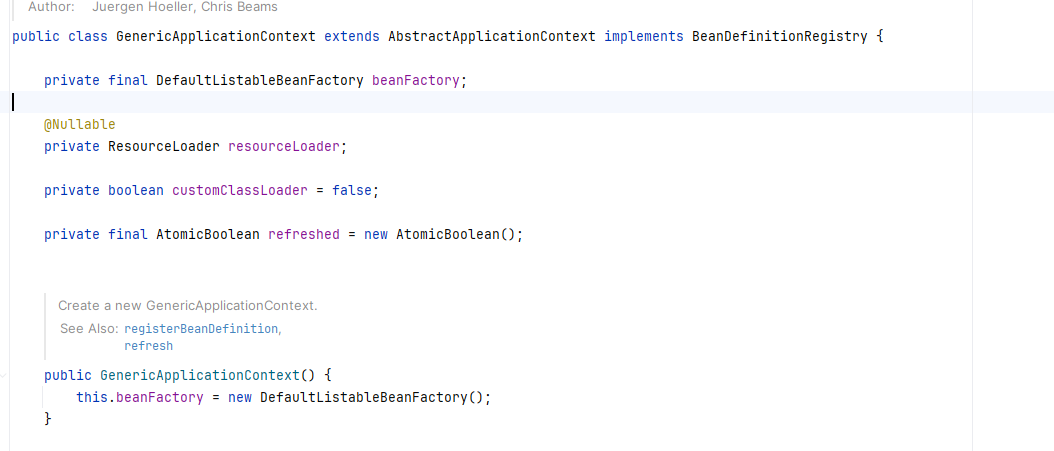 Author: Juergen Hoeller, Chris Beams
public class GenericApplicationContext extends AbstractApplicationContext implements BeanDefinitionRegistry {
private final DefaultListableBeanFactory beanFactory;
@Nullable
private ResourceLoader resourceLoader;
private boolean customClassLoader = false;
private final AtomicBoolean refreshed = new AtomicBoolean();
Create a new GenericApplicationContext.
See Also: registerBeanDefinition,
refresh
public GenericApplicationContext() {
this.beanFactory = new DefaultListableBeanFactory();
}